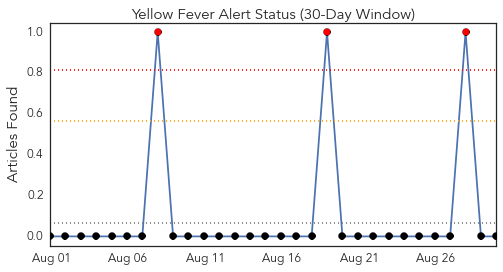 Yellow Fever Alert Status (30-Day Window)
Articles Found
1.0
0.8
0.6
0.4
0.2
0.0
Aug 01 Aug 06 Aug 11 Aug 16 Aug 21 Aug 26